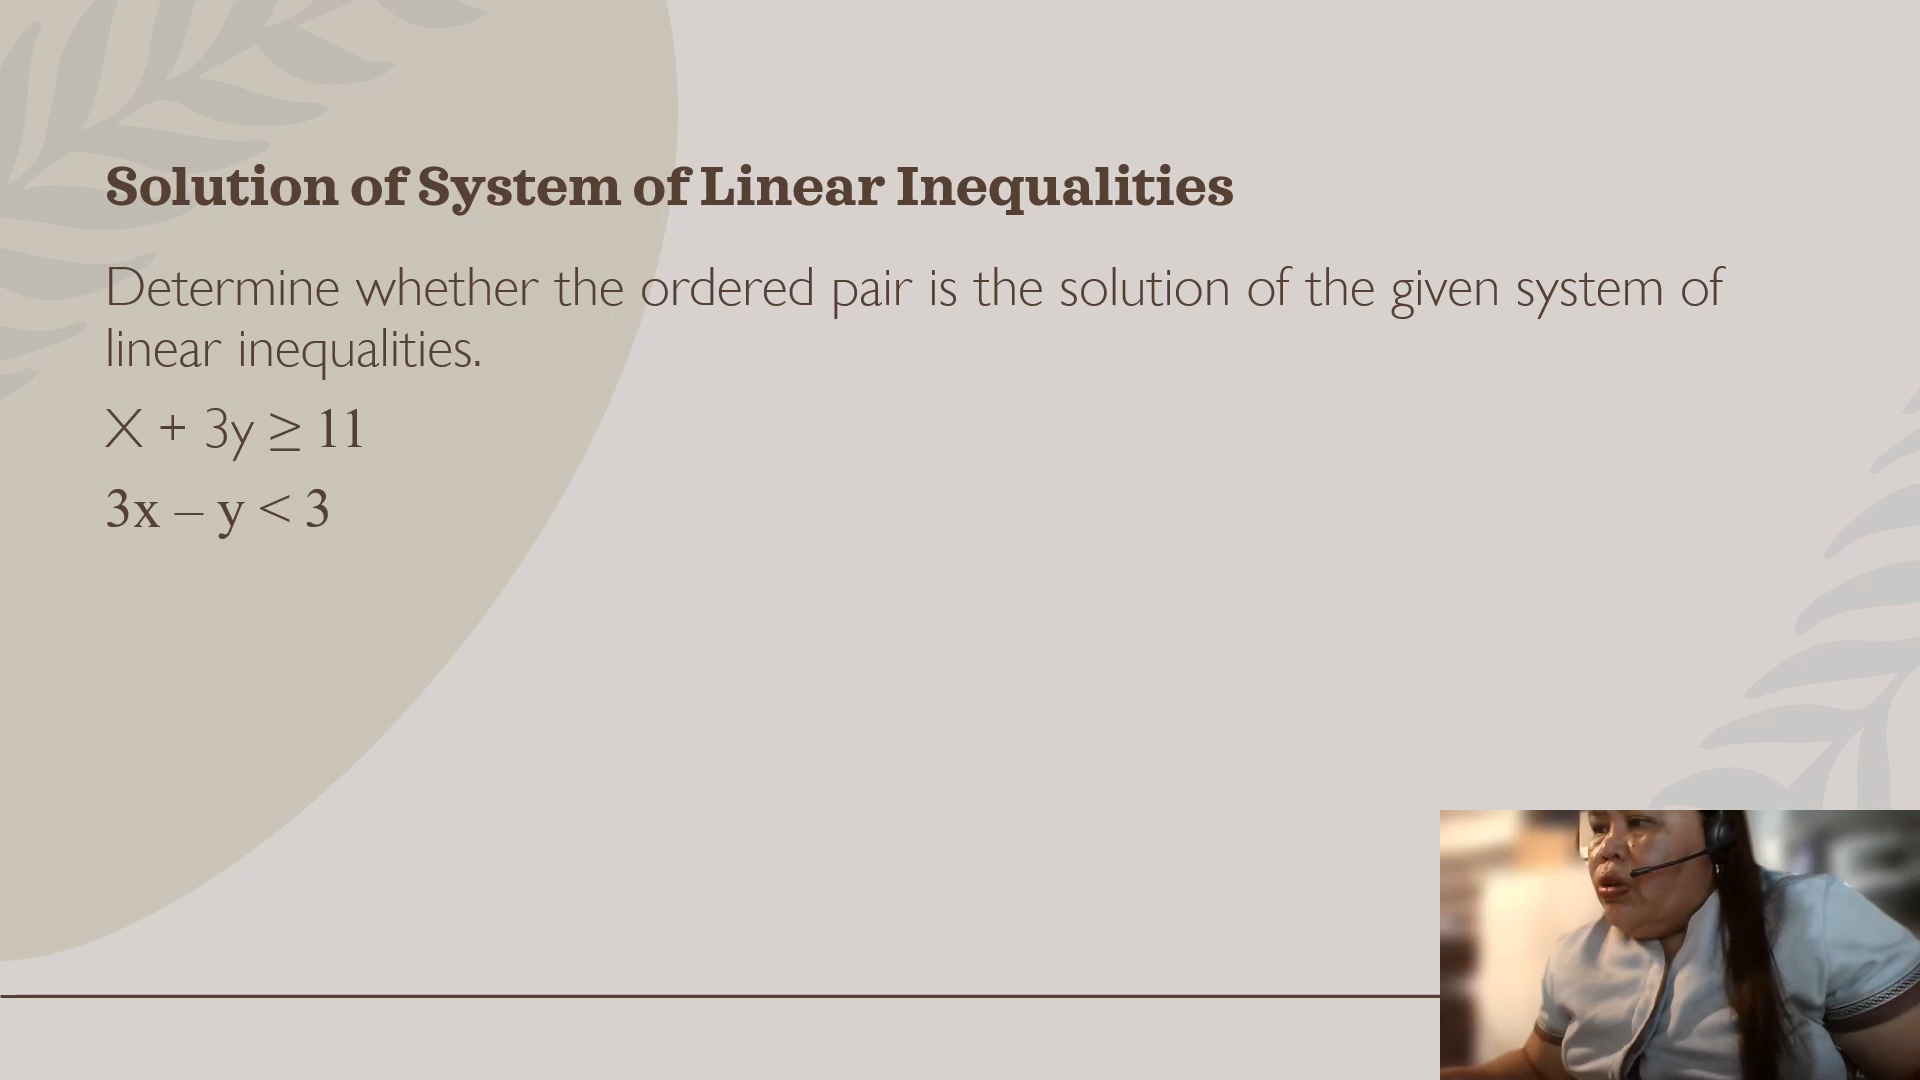 Solution of System of Linear Inequalities
Determine whether the ordered pair is the solution of the given system of
linear inequalities.
X + 3y ≥ 11
3x – y < 3